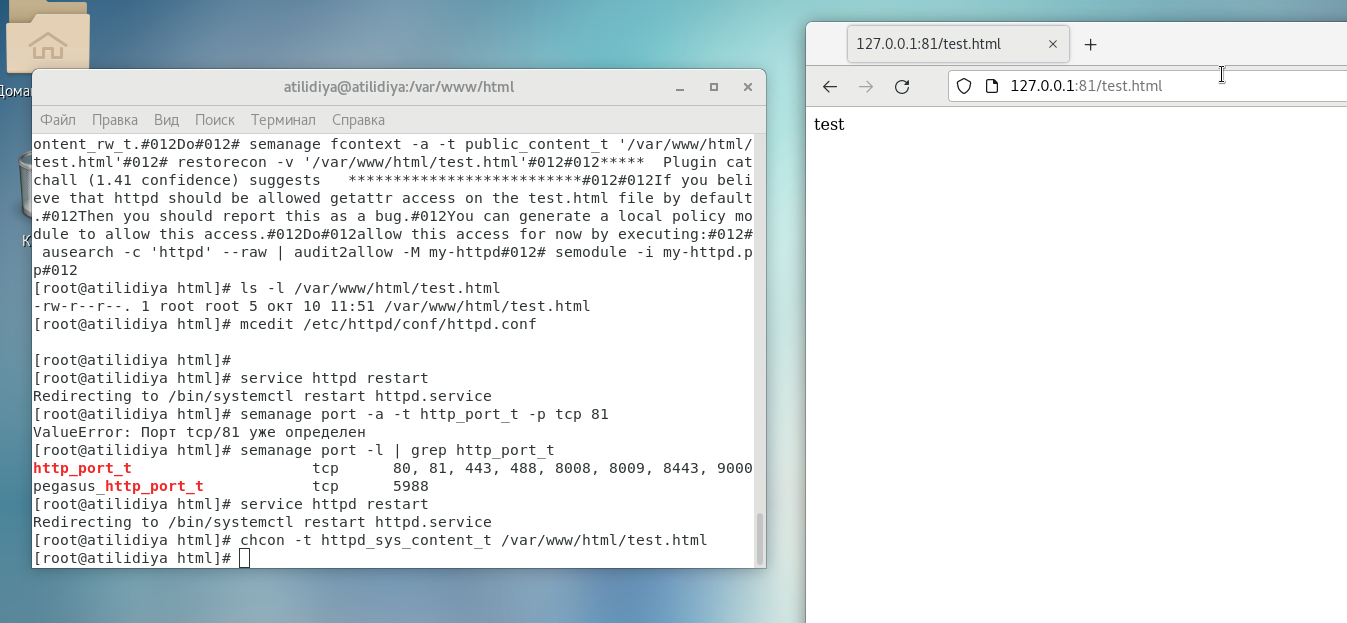 Дома
К
atilidiya@atilidiya:/var/www/html
Файл Правка Вид Поиск Терминал Справка
ontent_rw_t.#012Do#012# semanage fcontext -a -t public_content_t '/var/www/html/
test.html'#012# restorecon -v '/var/www/html/test.html'#012#012*****  Plugin cat
chall (1.41 confidence) suggests   **************************#012#012If you beli
eve that httpd should be allowed getattr access on the test.html file by default
.#012Then you should report this as a bug.#012You can generate a local policy mo
dule to allow this access.#012Do#012allow this access for now by executing:#012#
 ausearch -c 'httpd' --raw | audit2allow -M my-httpd#012# semodule -i my-httpd.p
p#012
[root@atilidiya html]# ls -l /var/www/html/test.html
-rw-r--r--. 1 root root 5 окт 10 11:51 /var/www/html/test.html
[root@atilidiya html]# mcedit /etc/httpd/conf/httpd.conf
[root@atilidiya html]#
[root@atilidiya html]# service httpd restart
Redirecting to /bin/systemctl restart httpd.service
[root@atilidiya html]# semanage port -a -t http_port_t -p tcp 81
ValueError: Порт tcp/81 уже определен
[root@atilidiya html]# semanage port -l | grep http_port_t
http_port_t                    tcp      80, 81, 443, 488, 8008, 8009, 8443, 9000
pegasus_http_port_t            tcp      5988
[root@atilidiya html]# service httpd restart
Redirecting to /bin/systemctl restart httpd.service
[root@atilidiya html]# chcon -t httpd_sys_content_t /var/www/html/test.html
[root@atilidiya html]#
127.0.0.1:81/test.html
127.0.0.1:81/test.html
test